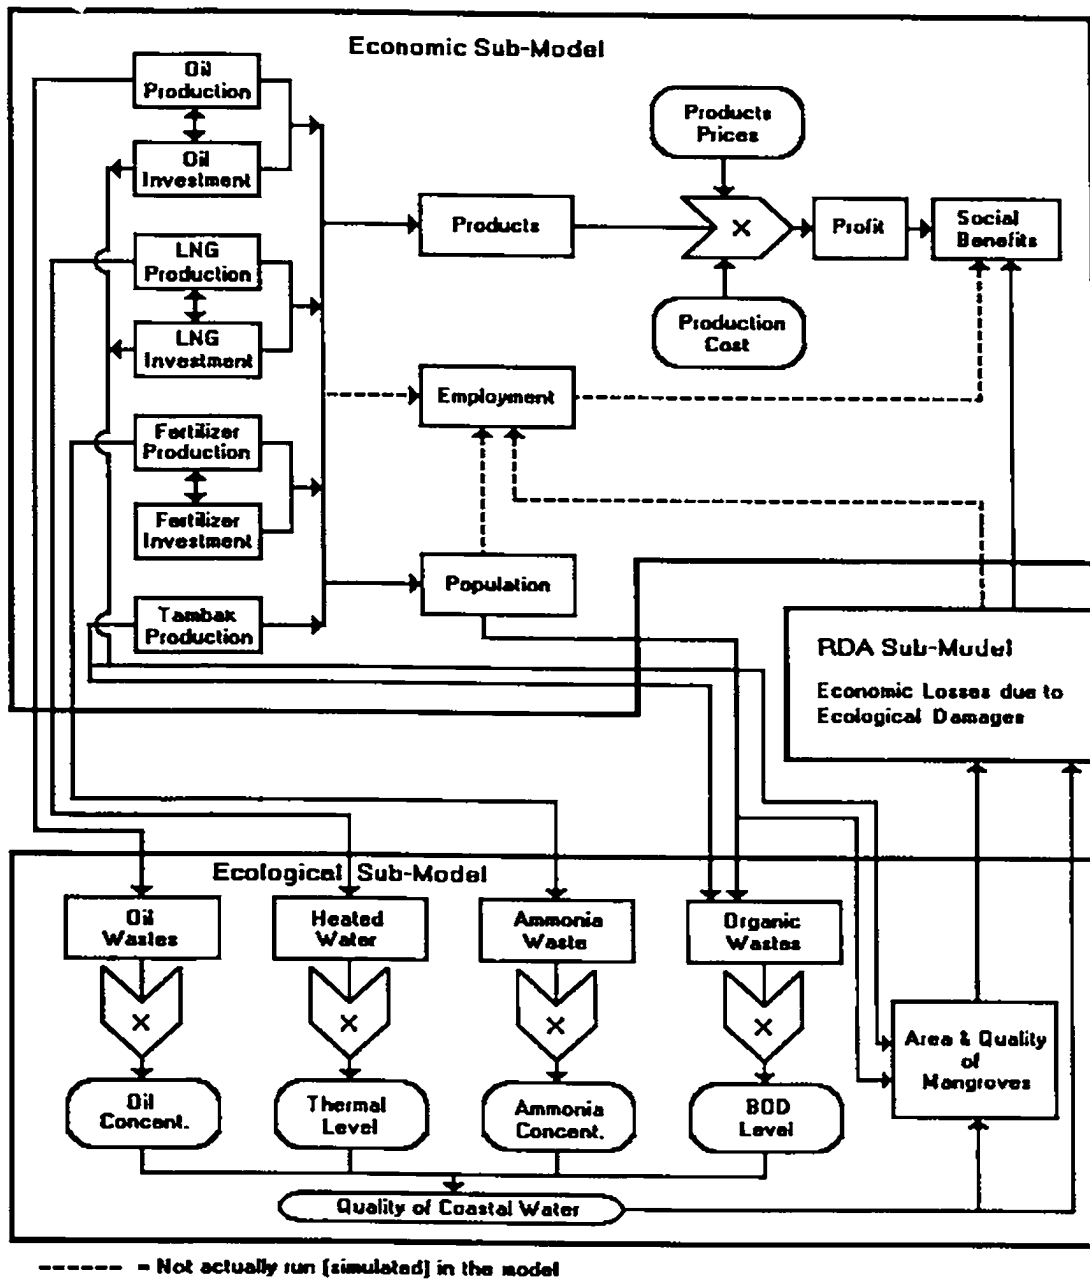 Economic Sub-Model
Oil
Production
Oil
Investment
LNG
Production
LNG
Investment
Fertilizer
Production
Fertilizer
Investment
Tambak
Production
Products
Employment
Population
Products
Prices
×
Production
Cost
Profit
Social
Benefits
RDA Sub-Model
Economic Losses due to
Ecological Damages
Ecological Sub-Model
Oil
Wastes
Heated
Water
Ammonia
Waste
Organic
Wastes
×
×
×
×
Oil
Concent.
Thermal
Level
Ammonia
Concent.
BOD
Level
Area & Quality
of
Mangroves
Quality of Coastal Water
------ = Not actually run [simulated] in the model